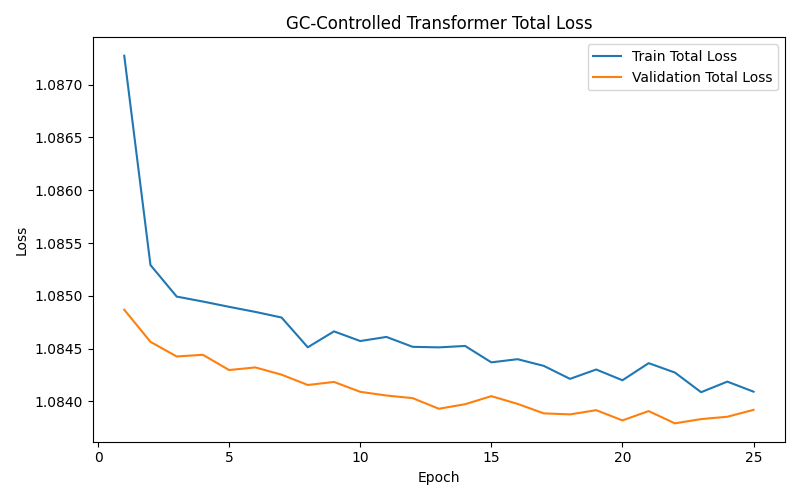 GC-Controlled Transformer Total Loss
Train Total Loss
Validation Total Loss
1.0870
1.0865
1.0860
1.0855
1.0850
1.0845
1.0840
Loss
0 5 10 15 20 25
Epoch